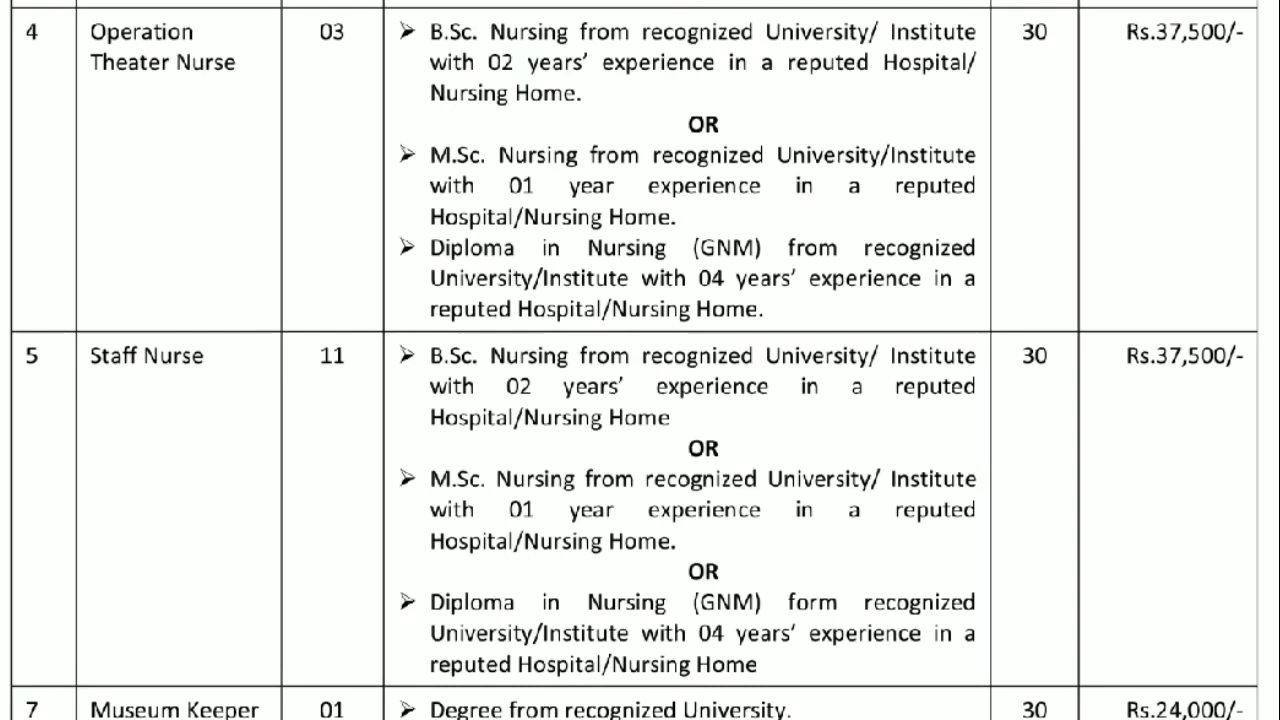 4 Operation 03 ➢ B.Sc. Nursing from recognized University/ Institute 30 Rs.37,500/-
Theater Nurse with 02 years’ experience in a reputed Hospital/
Nursing Home.
OR
➢ M.Sc. Nursing from recognized University/Institute
with 01 year experience in a reputed
Hospital/Nursing Home.
➢ Diploma in Nursing (GNM) from recognized
University/Institute with 04 years’ experience in a
reputed Hospital/Nursing Home.
5 Staff Nurse 11 ➢ B.Sc. Nursing from recognized University/ Institute 30 Rs.37,500/-
with 02 years’ experience in a reputed
Hospital/Nursing Home
OR
➢ M.Sc. Nursing from recognized University/ Institute
with 01 year experience in a reputed
Hospital/Nursing Home.
OR
➢ Diploma in Nursing (GNM) form recognized
University/Institute with 04 years’ experience in a
reputed Hospital/Nursing Home
7 Museum Keeper 01 ➢ Degree from recognized University. 30 Rs.24,000/-